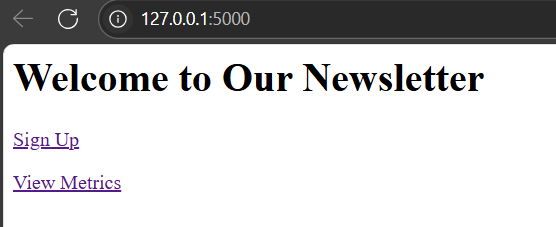 127.0.0.1:5000
Welcome to Our Newsletter
Sign Up
View Metrics